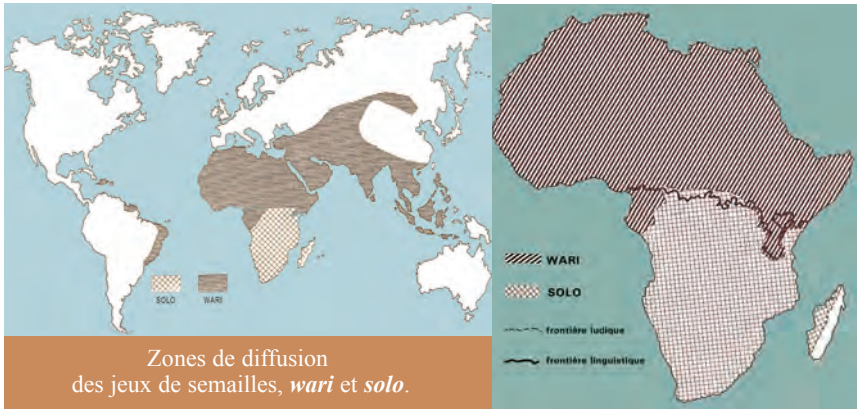 SOLO
WARI
Zones de diffusion
des jeux de semailles, wari et solo.
WARI
SOLO
frontière ludique
frontière linguistique